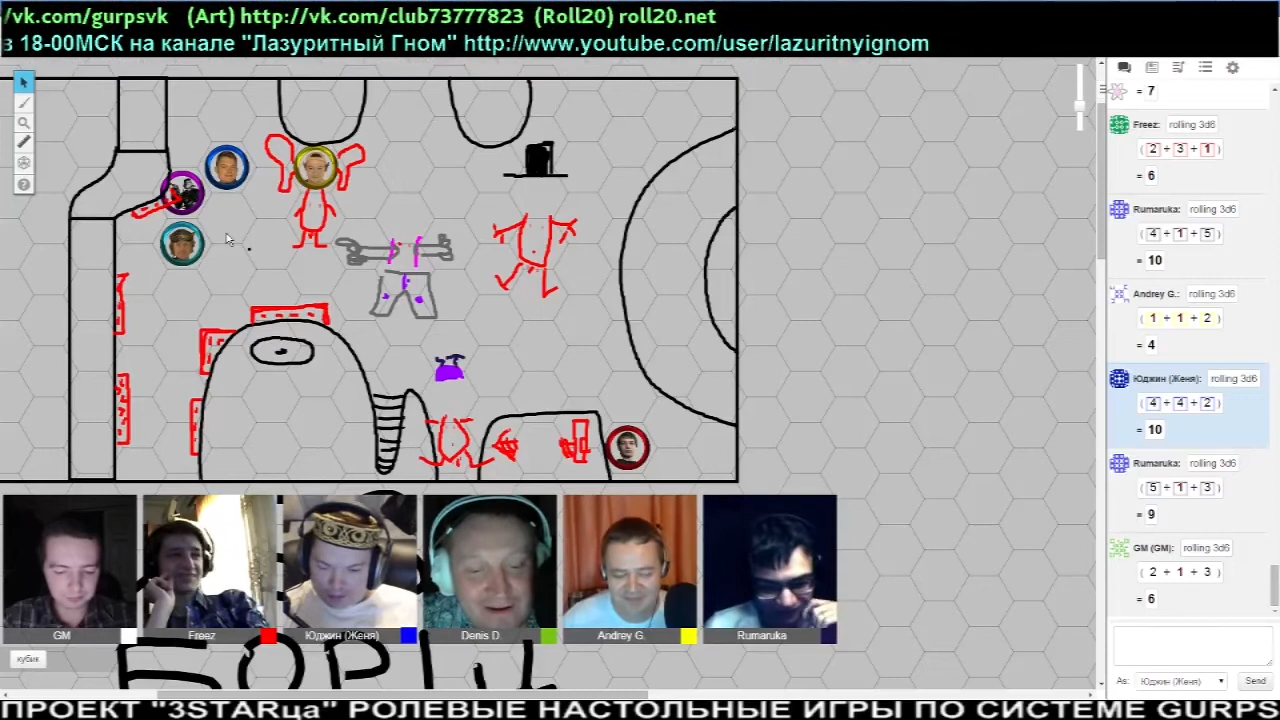 /vk.com/gurpsvk (Art) http://vk.com/club73777823 (Roll20) roll20.net
з 18-00МСК на канале "Лазуритный Гном" http://www.youtube.com/user/lazuritnyignom
= 7
Freez: rolling 3d6
( 2 + 3 + 1 )
= 6
Rumaruka: rolling 3d6
( 4 + 1 + 5 )
= 10
Andrey G.: rolling 3d6
( 1 + 1 + 2 )
= 4
Юджин (Женя): rolling 3d6
( 4 + 4 + 2 )
= 10
Rumaruka: rolling 3d6
( 5 + 1 + 3 )
= 9
GM (GM): rolling 3d6
( 2 + 1 + 3 )
= 6
GM
Freez
Юджин (Женя)
Denis D.
Andrey G.
Rumaruka
кубик
БОРЦ
As: Юджин (Женя) Send
ПРОЕКТ "3STARца" РОЛЕВЫЕ НАСТОЛЬНЫЕ ИГРЫ ПО СИСТЕМЕ GURPS